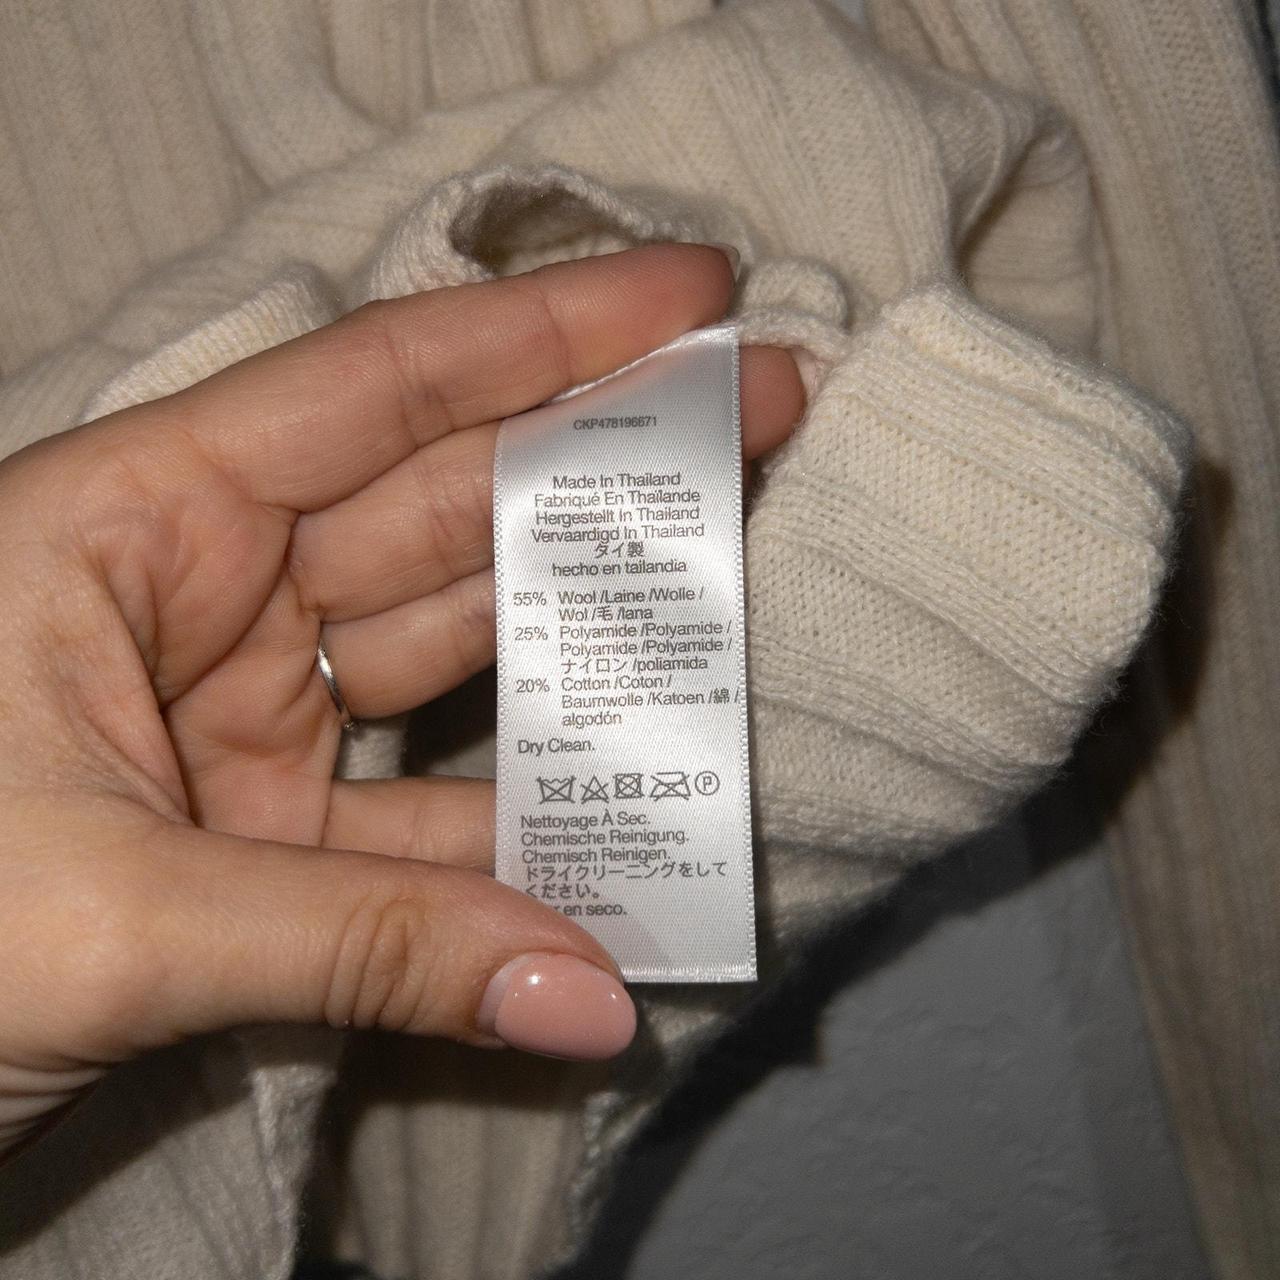 CKP478196671
Made In Thailand
Fabriqué En Thaïlande
Hergestellt In Thailand
Vervaardigd In Thailand
タイ製
hecho en tailandia
55% Wool /Laine /Wolle /
Wol /毛 /lana
25% Polyamide /Polyamide /
Polyamide /Polyamide /
ナイロン /poliamida
20% Cotton /Coton /
Baumwolle /Katoen /綿 /
algodón
Dry Clean.
P
Nettoyage À Sec.
Chemische Reinigung.
Chemisch Reinigen.
ドライクリーニングをして
ください。
en seco.